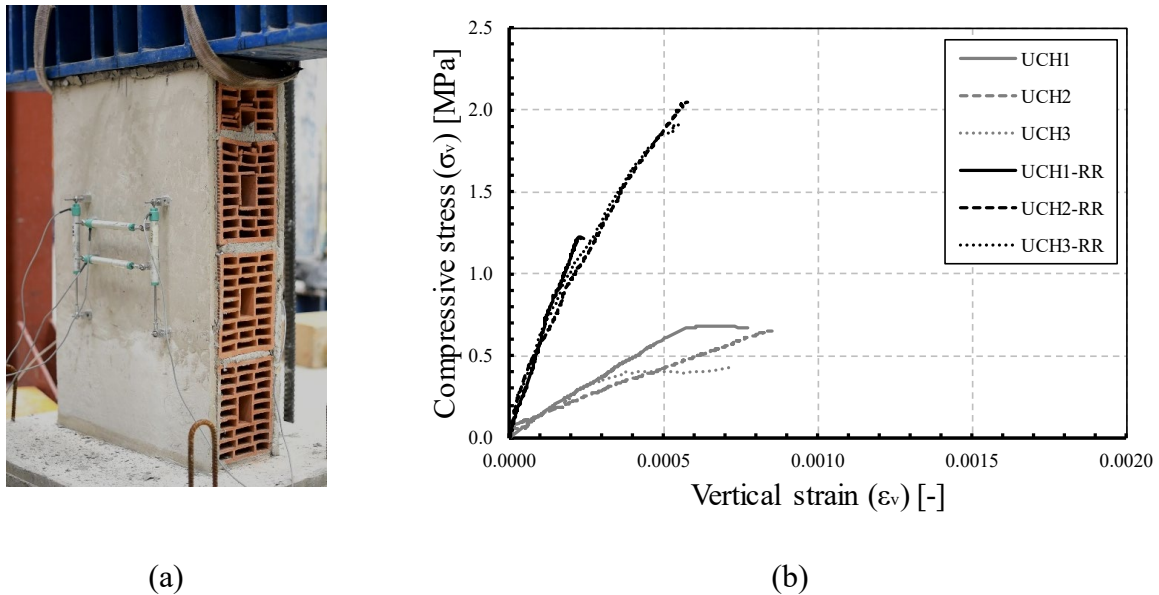 2.5
2.0
1.5
1.0
0.5
0.0
Compressive stress (σv) [MPa]
UCH1
UCH2
UCH3
UCH1-RR
UCH2-RR
UCH3-RR
0.0000 0.0005 0.0010 0.0015 0.0020
Vertical strain (εv) [-]
(a) (b)